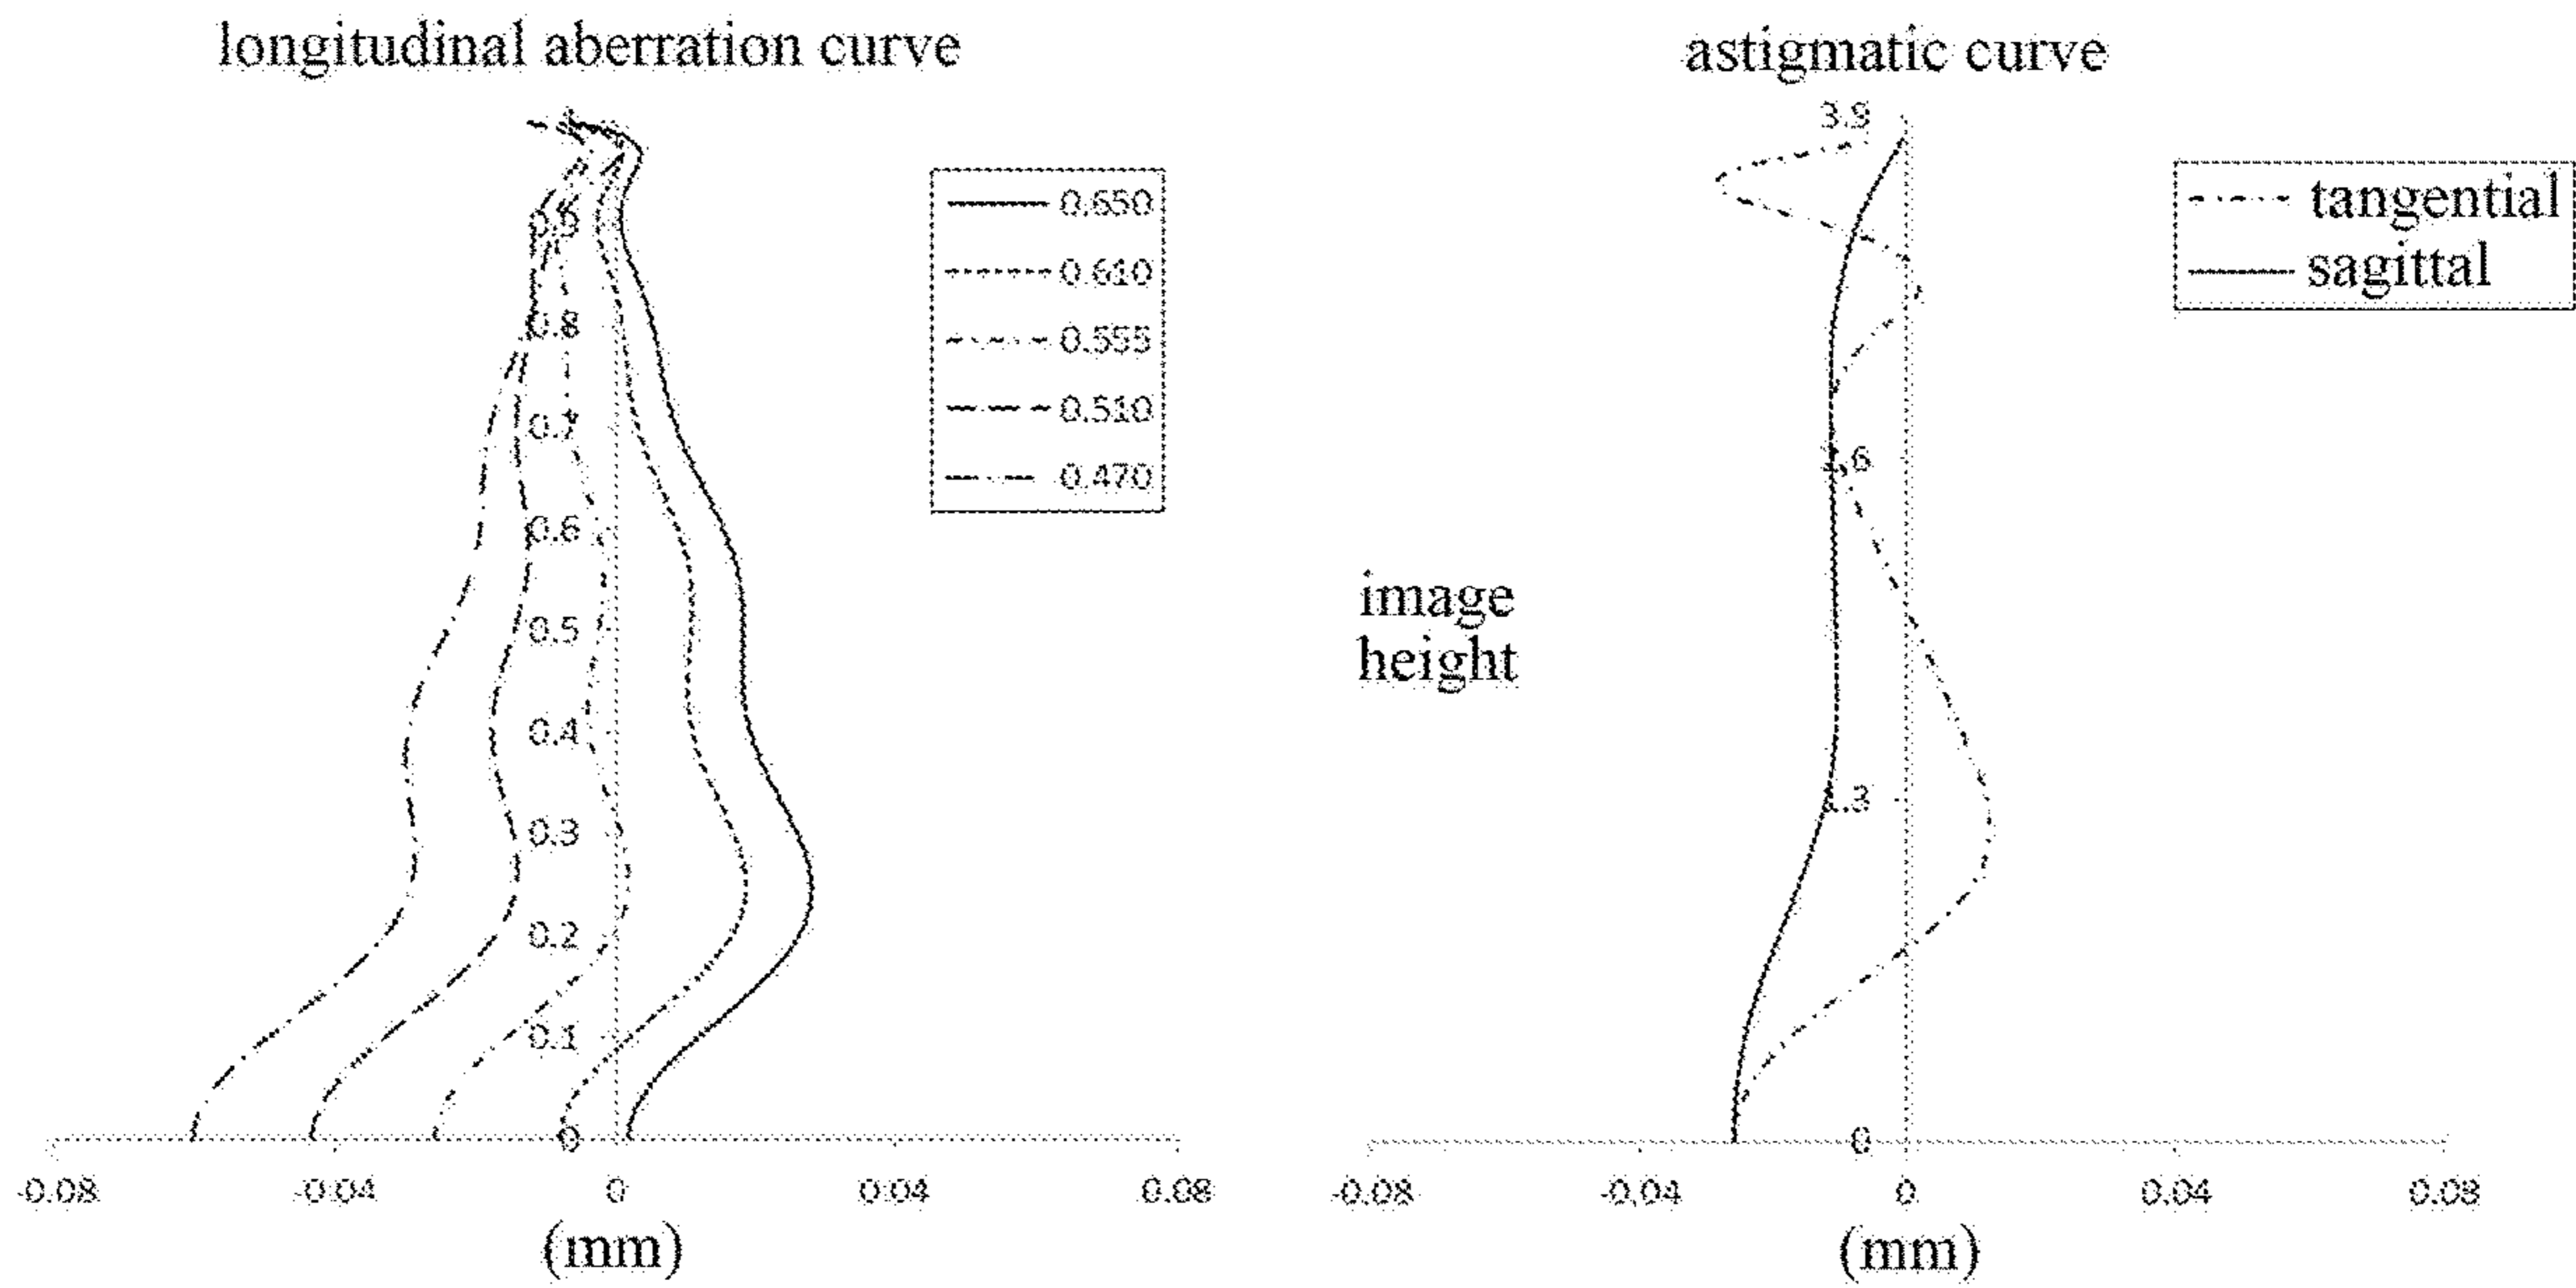 longitudinal aberration curve
1
0.9
0.8
0.7
0.6
0.5
0.4
0.3
0.2
0.1
0
-0.08 -0.04 0 0.04 0.08
(mm)
0.650
0.610
0.555
0.510
0.470
astigmatic curve
3.9
2.6
1.3
0
image
height
-0.08 -0.04 0 0.04 0.08
(mm)
tangential
sagittal